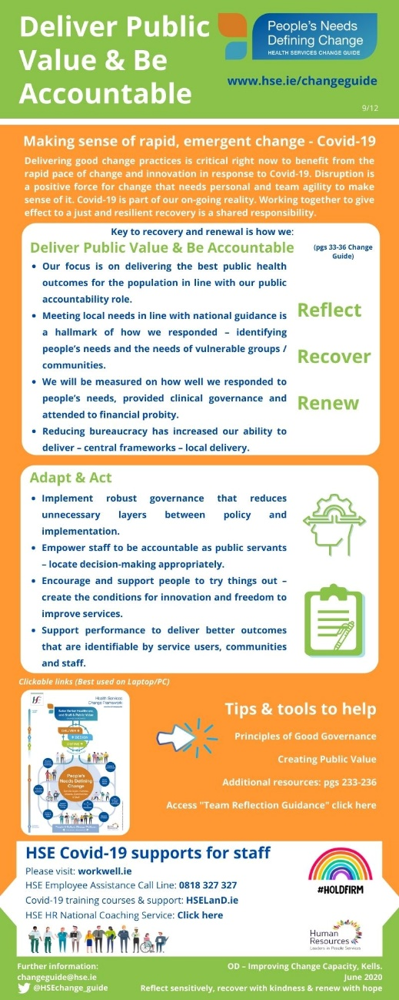 Deliver Public
Value & Be
Accountable
People's Needs
Defining Change
HEALTH SERVICES CHANGE GUIDE
www.hse.ie/changeguide
9/12
Making sense of rapid, emergent change - Covid-19
Delivering good change practices is critical right now to benefit from the
rapid pace of change and innovation in response to Covid-19. Disruption is
a positive force for change that needs personal and team agility to make
sense of it. Covid-19 is part of our on-going reality. Working together to give
effect to a just and resilient recovery is a shared responsibility.
Key to recovery and renewal is how we:
Deliver Public Value & Be Accountable
(pgs 33-36 Change
Guide)
• Our focus is on delivering the best public health
outcomes for the population in line with our public
accountability role.
• Meeting local needs in line with national guidance is
a hallmark of how we responded – identifying
people's needs and the needs of vulnerable groups /
communities.
• We will be measured on how well we responded to
people's needs, provided clinical governance and
attended to financial probity.
• Reducing bureaucracy has increased our ability to
deliver – central frameworks – local delivery.
Reflect
Recover
Renew
Adapt & Act
• Implement robust governance that reduces
unnecessary layers between policy and
implementation.
• Empower staff to be accountable as public servants
– locate decision-making appropriately.
• Encourage and support people to try things out –
create the conditions for innovation and freedom to
improve services.
• Support performance to deliver better outcomes
that are identifiable by service users, communities
and staff.
Clickable links (Best used on Laptop/PC)
Health Services
Change Framework
DELIVER
DESIGN
DEFINE
People's
Needs Defining
Change
Tips & tools to help
Principles of Good Governance
Creating Public Value
Additional resources: pgs 233-236
Access "Team Reflection Guidance" click here
HSE Covid-19 supports for staff
Please visit: workwell.ie
HSE Employee Assistance Call Line: 0818 327 327
Covid-19 training courses & support: HSELanD.ie
HSE HR National Coaching Service: Click here
#HOLDFIRM
Human
Resources
Leaders in People Services
Further information:
changeguide@hse.ie
@HSEchange_guide
OD – Improving Change Capacity, Kells.
June 2020
Reflect sensitively, recover with kindness & renew with hope